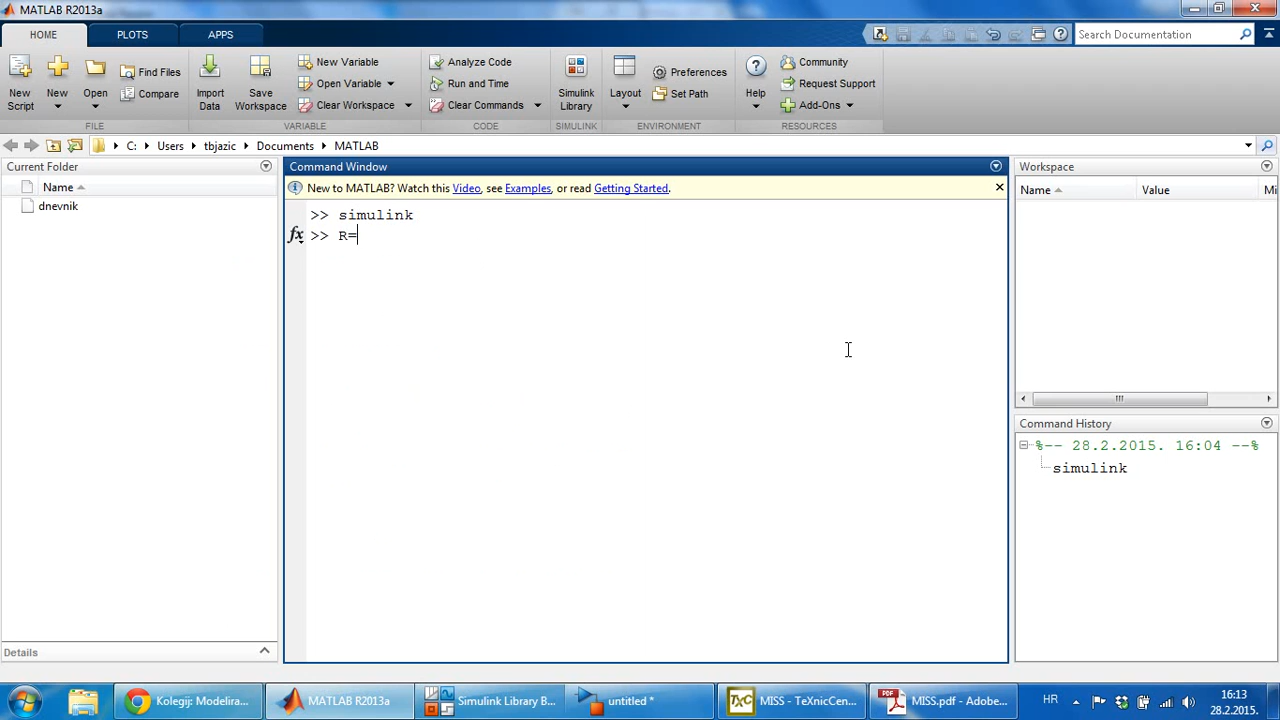 MATLAB R2013a
HOME PLOTS APPS
Search Documentation
New Script
New
Open
Find Files
Compare
Import Data
Save Workspace
New Variable
Open Variable
Clear Workspace
Analyze Code
Run and Time
Clear Commands
Simulink Library
Layout
Preferences
Set Path
Help
Community
Request Support
Add-Ons
FILE VARIABLE CODE SIMULINK ENVIRONMENT RESOURCES
C: Users tbjazic Documents MATLAB
Current Folder
Name
dnevnik
Details
Command Window
New to MATLAB? Watch this Video, see Examples, or read Getting Started.
>> simulink
fx >> R=
Workspace
Name Value Mi
Command History
%-- 28.2.2015. 16:04 --%
simulink
Kolegij: Modelira...
MATLAB R2013a
Simulink Library B...
untitled *
MISS - TeXnicCen...
MISS.pdf - Adobe...
HR
16:13
28.2.2015.